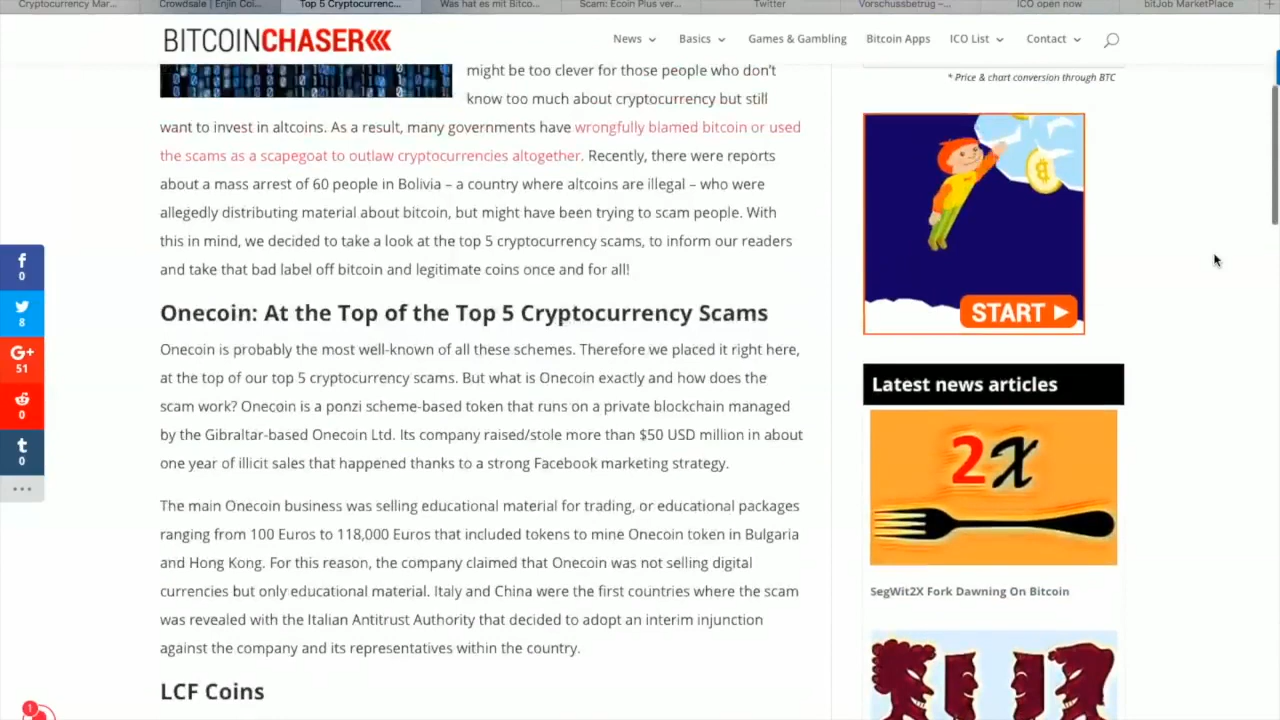 Cryptocurrency Mar...
Crowdsale | Enjin Coi...
Top 5 Cryptocurrenc...
Was hat es mit Bitco...
Scam: Ecoin Plus ver...
Twitter
Vorschussbetrug –...
ICO open now
bitJob MarketPlace
BITCOINCHASER
News
Basics
Games & Gambling
Bitcoin Apps
ICO List
Contact
might be too clever for those people who don't
know too much about cryptocurrency but still
want to invest in altcoins. As a result, many governments have wrongfully blamed bitcoin or used
the scams as a scapegoat to outlaw cryptocurrencies altogether. Recently, there were reports
about a mass arrest of 60 people in Bolivia – a country where altcoins are illegal – who were
allegedly distributing material about bitcoin, but might have been trying to scam people. With
this in mind, we decided to take a look at the top 5 cryptocurrency scams, to inform our readers
and take that bad label off bitcoin and legitimate coins once and for all!
Onecoin: At the Top of the Top 5 Cryptocurrency Scams
Onecoin is probably the most well-known of all these schemes. Therefore we placed it right here,
at the top of our top 5 cryptocurrency scams. But what is Onecoin exactly and how does the
scam work? Onecoin is a ponzi scheme-based token that runs on a private blockchain managed
by the Gibraltar-based Onecoin Ltd. Its company raised/stole more than $50 USD million in about
one year of illicit sales that happened thanks to a strong Facebook marketing strategy.
The main Onecoin business was selling educational material for trading, or educational packages
ranging from 100 Euros to 118,000 Euros that included tokens to mine Onecoin token in Bulgaria
and Hong Kong. For this reason, the company claimed that Onecoin was not selling digital
currencies but only educational material. Italy and China were the first countries where the scam
was revealed with the Italian Antitrust Authority that decided to adopt an interim injunction
against the company and its representatives within the country.
LCF Coins
f
0
8
G+
51
0
t
0
1
* Price & chart conversion through BTC
START
Latest news articles
2x
SegWit2X Fork Dawning On Bitcoin